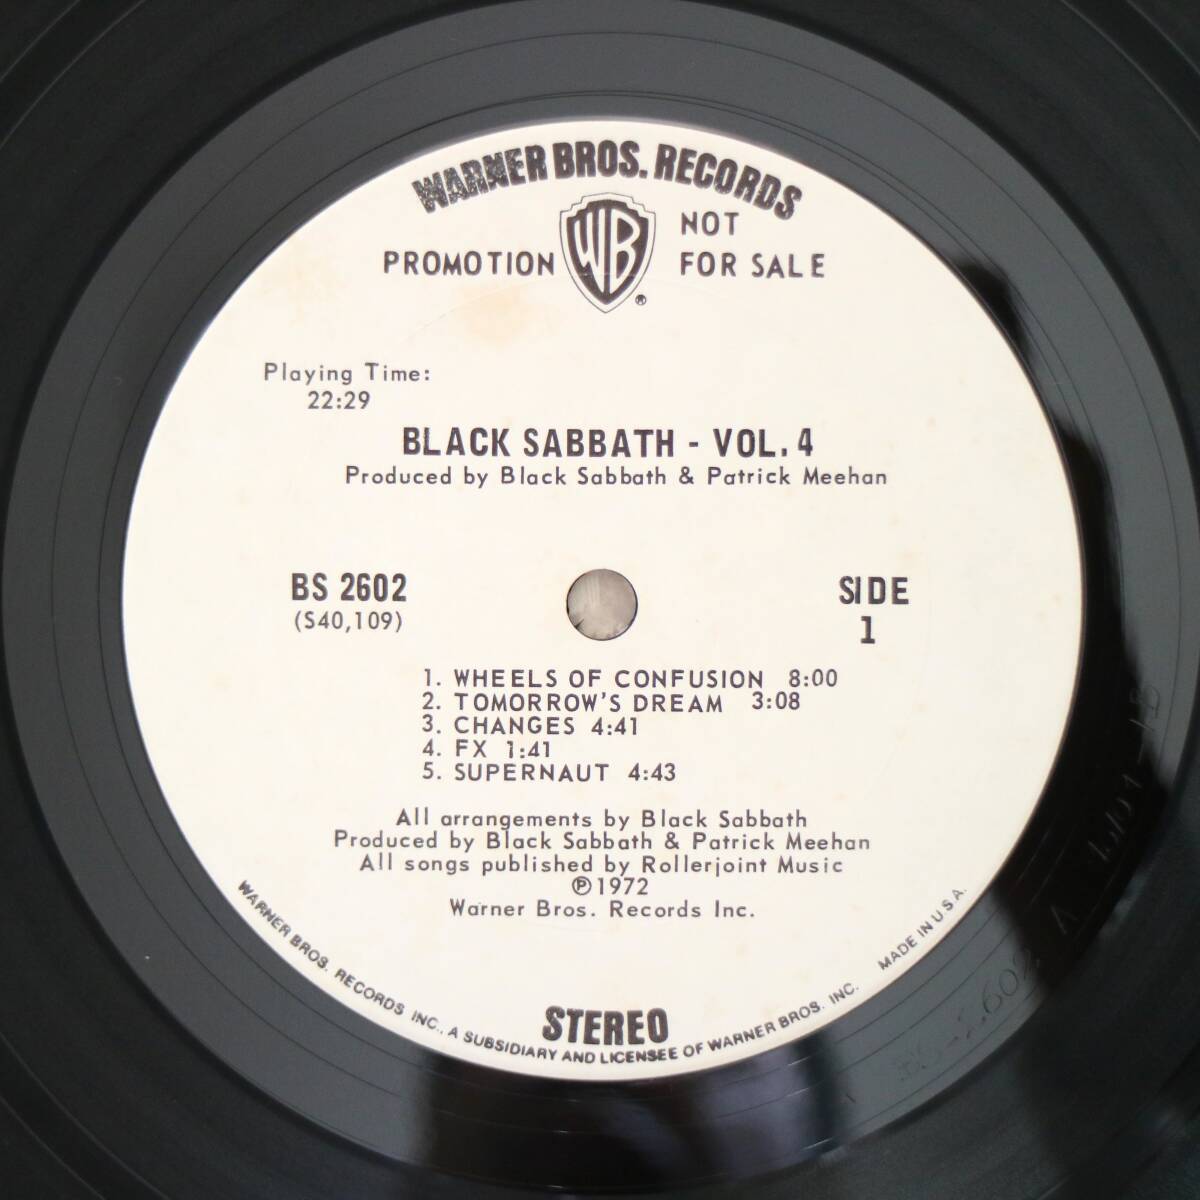 WARNER BROS. RECORDS
PROMOTION WB ® NOT FOR SALE
Playing Time:
22:29
BLACK SABBATH - VOL. 4
Produced by Black Sabbath & Patrick Meehan
BS 2602
(S40,109)
SIDE
1
1. WHEELS OF CONFUSION 8:00
2. TOMORROW'S DREAM 3:08
3. CHANGES 4:41
4. FX 1:41
5. SUPERNAUT 4:43
All arrangements by Black Sabbath
Produced by Black Sabbath & Patrick Meehan
All songs published by Rollerjoint Music
℗1972
Warner Bros. Records Inc.
STEREO
WARNER BROS. RECORDS INC., A SUBSIDIARY AND LICENSEE OF WARNER BROS. INC. MADE IN U.S.A.